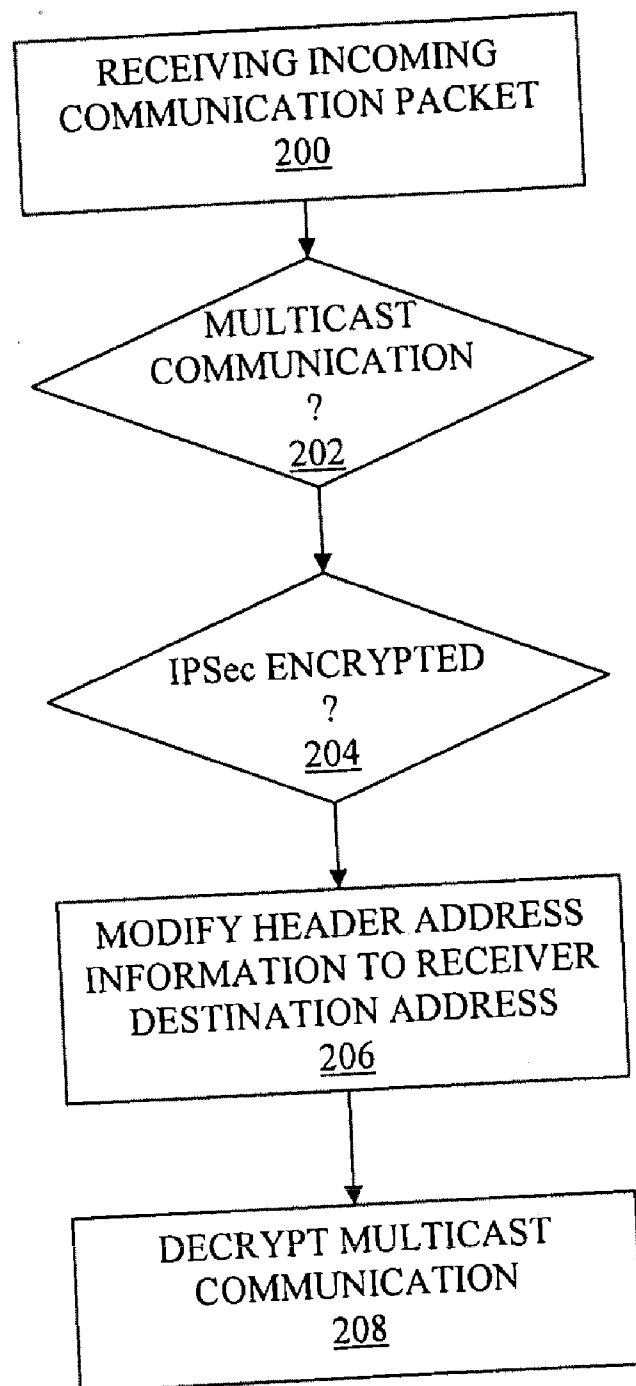 RECEIVING INCOMING
COMMUNICATION PACKET
200
MULTICAST
COMMUNICATION
?
202
IPSec ENCRYPTED
?
204
MODIFY HEADER ADDRESS
INFORMATION TO RECEIVER
DESTINATION ADDRESS
206
DECRYPT MULTICAST
COMMUNICATION
208